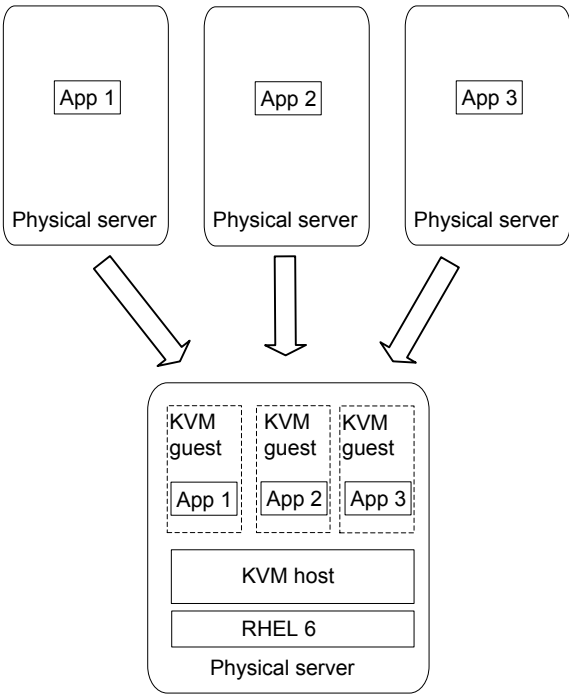 App 1
App 2
App 3
Physical server
Physical server
Physical server
KVM
guest
KVM
guest
KVM
guest
App 1
App 2
App 3
KVM host
RHEL 6
Physical server